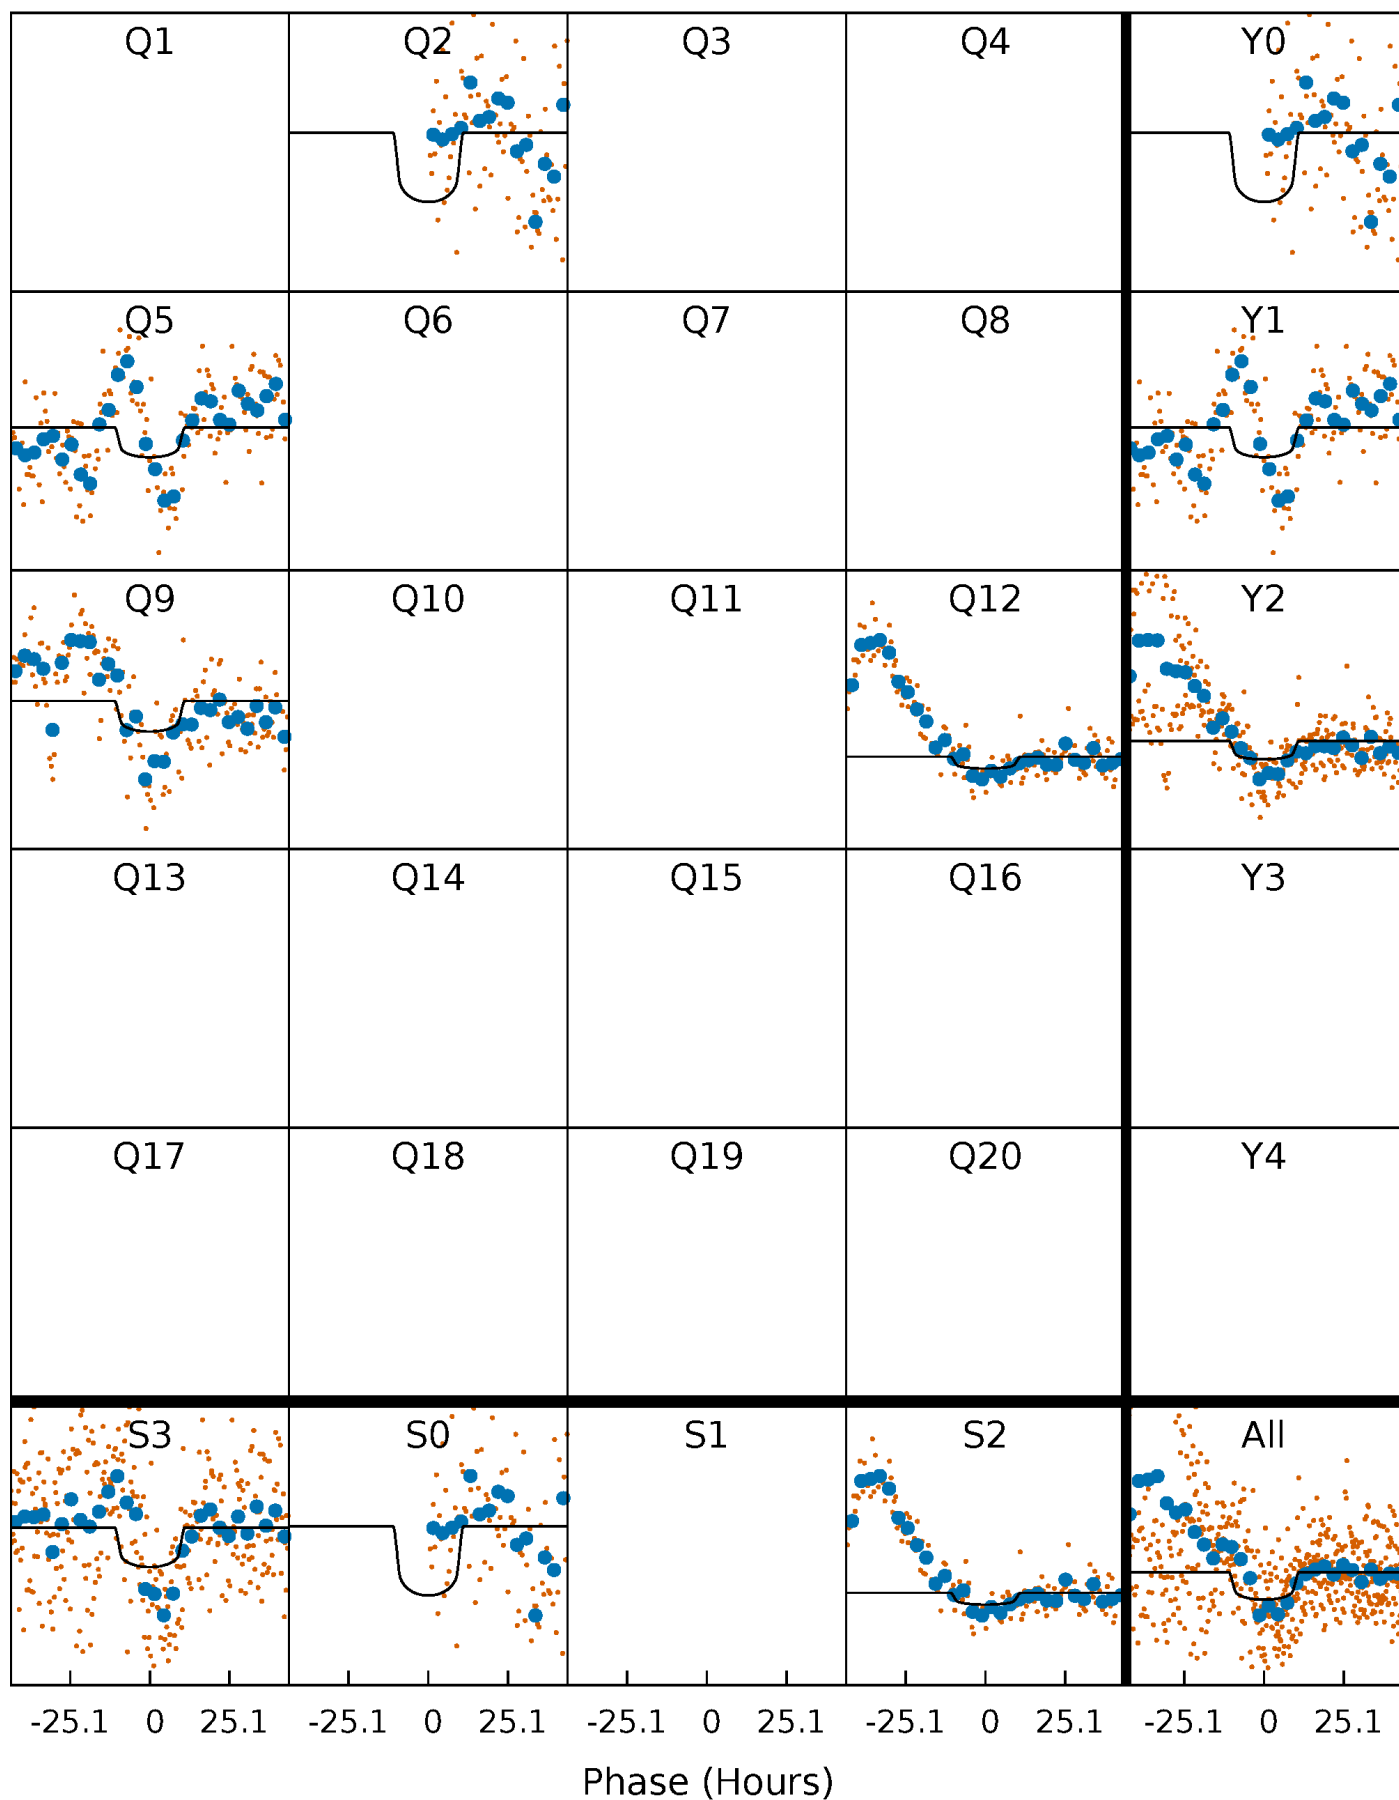 Q1 Q2 Q3 Q4 Y0
Q5 Q6 Q7 Q8 Y1
Q9 Q10 Q11 Q12 Y2
Q13 Q14 Q15 Q16 Y3
Q17 Q18 Q19 Q20 Y4
S3 S0 S1 S2 All
-25.1 0 25.1 -25.1 0 25.1 -25.1 0 25.1 -25.1 0 25.1 -25.1 0 25.1
Phase (Hours)